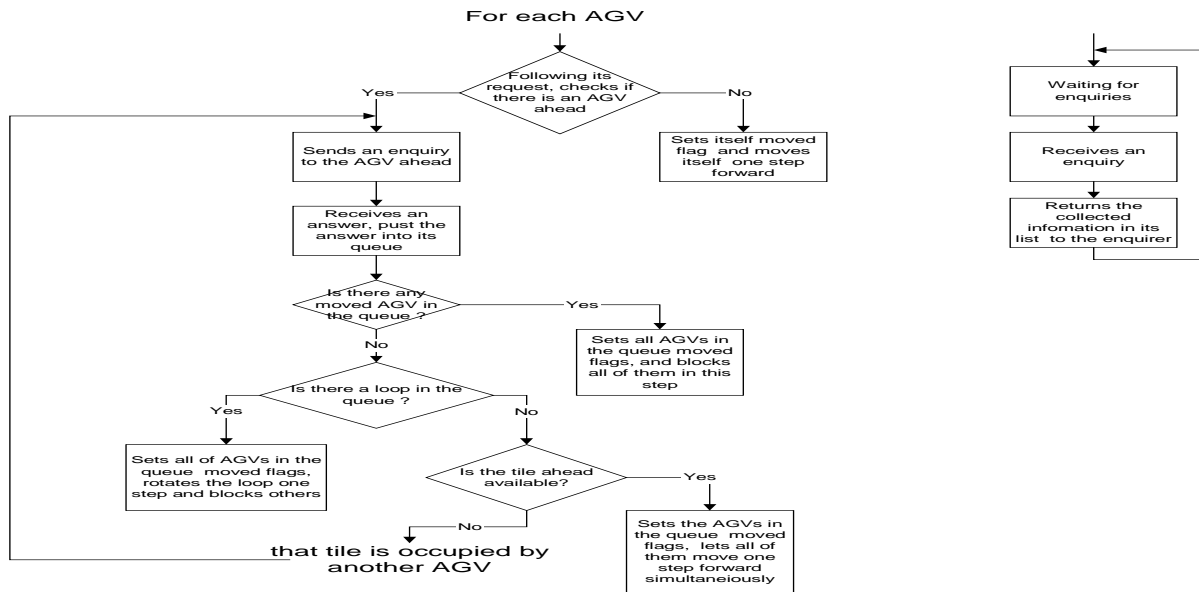 For each AGV
Following its
request, checks if
there is an AGV
ahead
Yes
No
Sends an enquiry
to the AGV ahead
Sets itself moved
flag and moves
itself one step
forward
Receives an
answer, pust the
answer into its
queue
Is there any
moved AGV in
the queue ?
Yes
No
Sets all AGVs in
the queue moved
flags, and blocks
all of them in this
step
Is there a loop in the
queue ?
Yes
No
Sets all of AGVs in the
queue moved flags,
rotates the loop one
step and blocks others
Is the tile ahead
available?
Yes
No
Sets the AGVs in
the queue moved
flags, lets all of
them move one
step forward
simultaneiously
that tile is occupied by
another AGV
Waiting for
enquiries
Receives an
enquiry
Returns the
collected
infomation in its
list to the enquirer